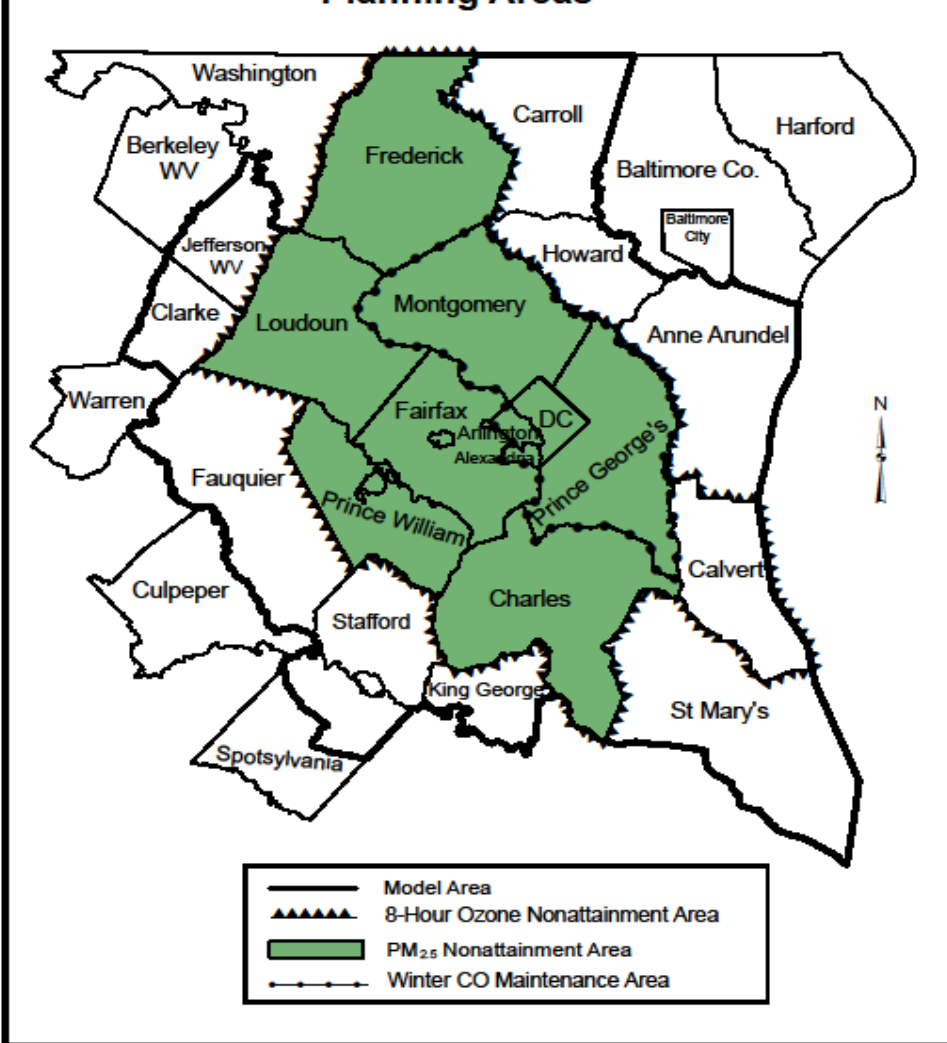 Planning Areas
Washington
Carroll
Harford
Frederick
Berkeley
WV
Baltimore Co.
Baltimore
City
Jefferson
WV
Howard
Montgomery
Clarke
Loudoun
Anne Arundel
Warren
N
Fairfax
DC
Arlington
Alexandria
Fauquier
Prince George's
Prince William
Calvert
Culpeper
Charles
Stafford
King George
St Mary's
Spotsylvania
Model Area
8-Hour Ozone Nonattainment Area
PM2.5 Nonattainment Area
Winter CO Maintenance Area